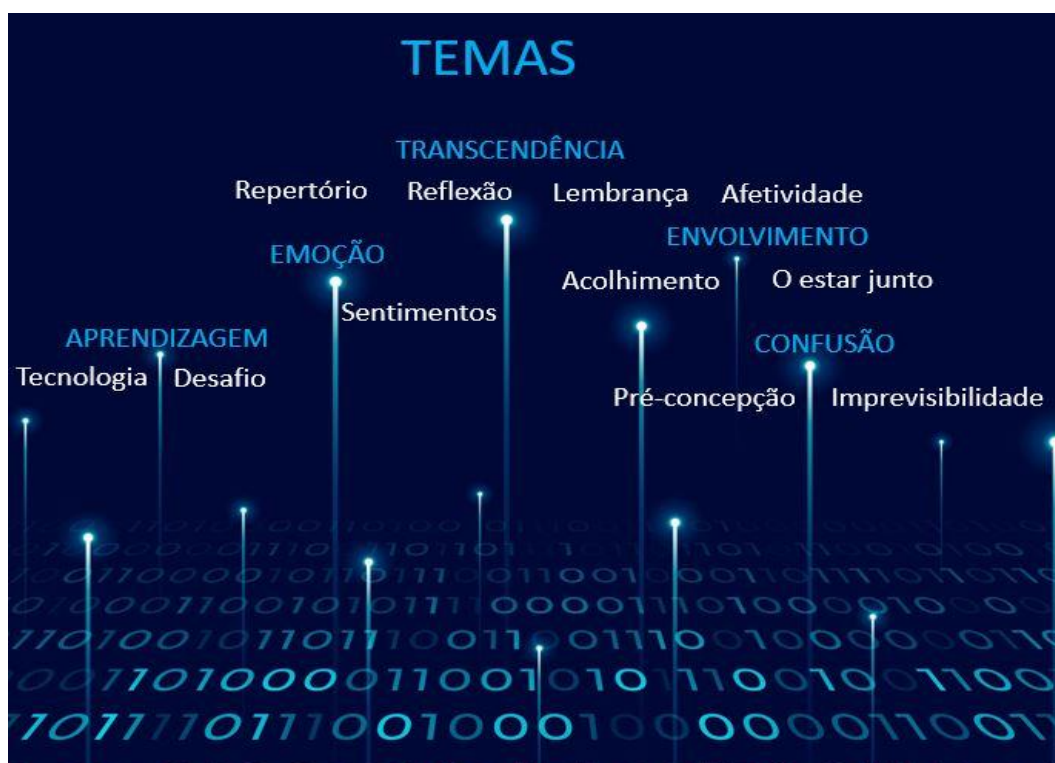 TEMAS
TRANSCENDÊNCIA
Repertório Reflexão Lembrança Afetividade
ENVOLVIMENTO
EMOÇÃO
Acolhimento O estar junto
Sentimentos
APRENDIZAGEM
CONFUSÃO
Tecnologia Desafio
Pré-concepção Imprevisibilidade